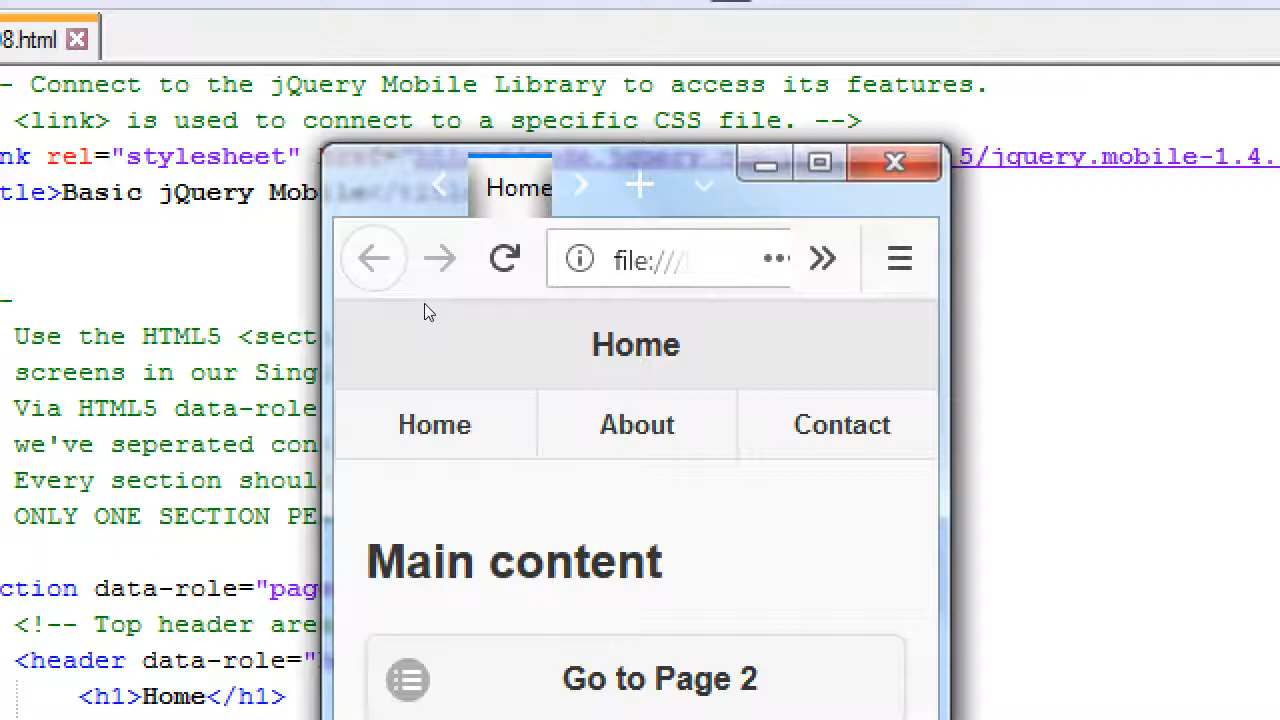 8.html
- Connect to the jQuery Mobile Library to access its features.
<link> is used to connect to a specific CSS file. -->
nk rel="stylesheet" 5/jquery.mobile-1.4.
tle>Basic jQuery Mob
Home
file:///
Home
Home About Contact
Main content
Go to Page 2
Use the HTML5 <sect
screens in our Sing
Via HTML5 data-role
we've seperated con
Every section shoul
ONLY ONE SECTION PE
ction data-role="pag
<!-- Top header are
<header data-role="
<h1>Home</h1>